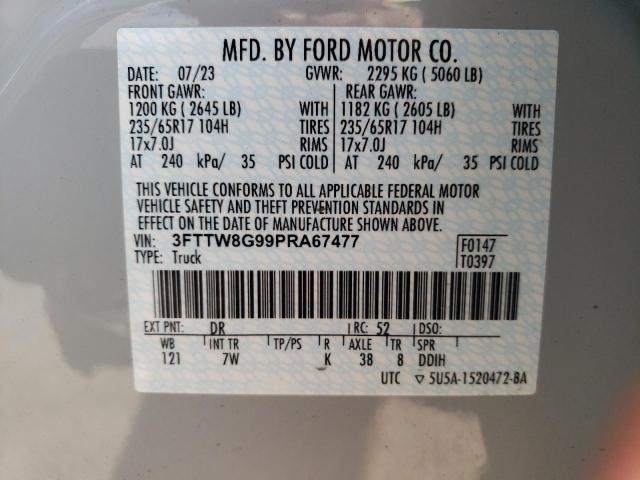 MFD. BY FORD MOTOR CO.
DATE: 07/23 GVWR: 2295 KG ( 5060 LB)
FRONT GAWR: REAR GAWR:
1200 KG ( 2645 LB) WITH 1182 KG ( 2605 LB) WITH
235/65R17 104H TIRES 235/65R17 104H TIRES
17x7.0J RIMS 17x7.0J RIMS
AT 240 kPa/ 35 PSI COLD AT 240 kPa/ 35 PSI COLD
THIS VEHICLE CONFORMS TO ALL APPLICABLE FEDERAL MOTOR
VEHICLE SAFETY AND THEFT PREVENTION STANDARDS IN
EFFECT ON THE DATE OF MANUFACTURE SHOWN ABOVE.
VIN: 3FTTW8G99PRA67477 F0147
TYPE: Truck T0397
EXT PNT: DR RC: 52 DSO:
WB INT TR TP/PS R AXLE TR SPR
121 7W K 38 8 DDIH
UTC ▽ 5U5A-1520472-BA